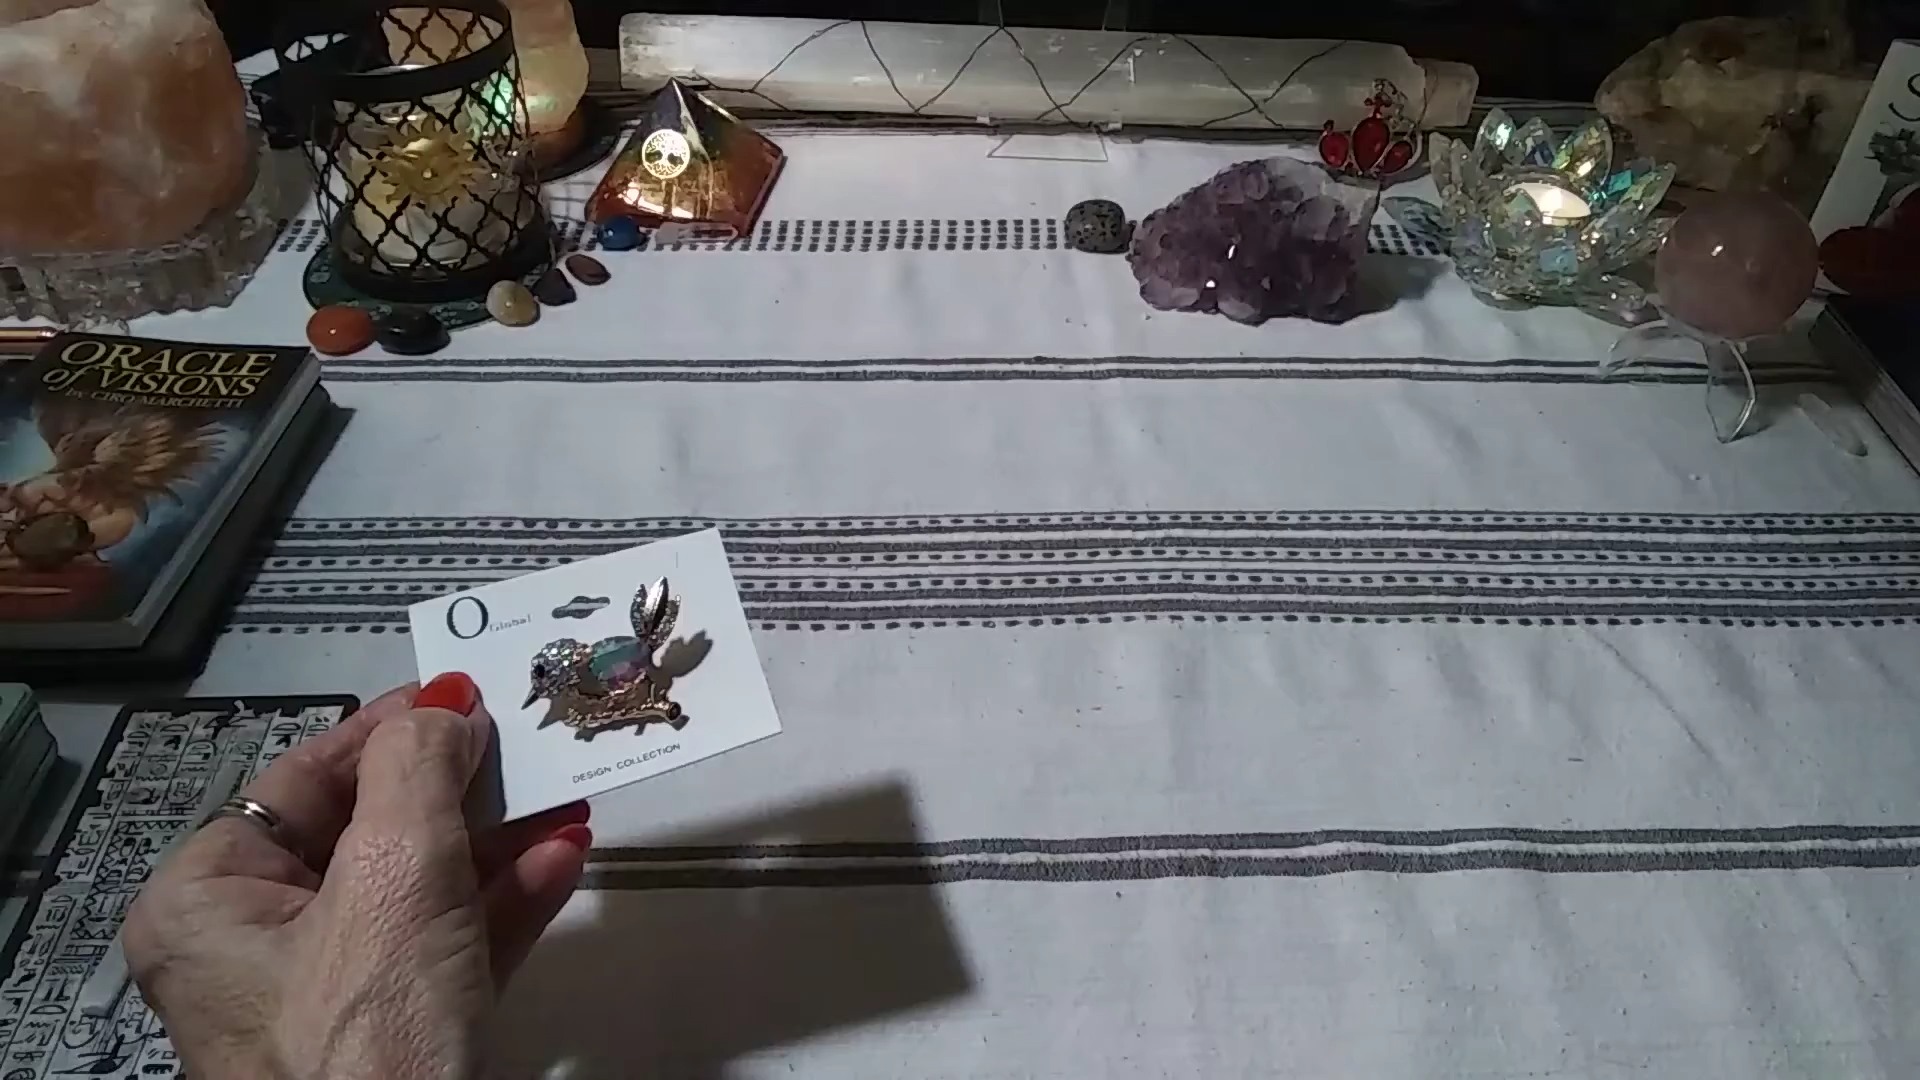 ORACLE
of VISIONS
by CIRO MARCHETTI
O Global
DESIGN COLLECTION
S